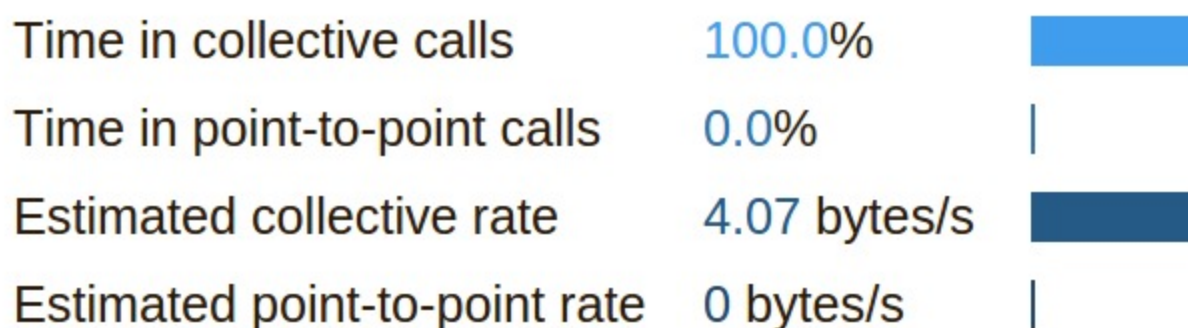 Time in collective calls 100.0%
Time in point-to-point calls 0.0%
Estimated collective rate 4.07 bytes/s
Estimated point-to-point rate 0 bytes/s